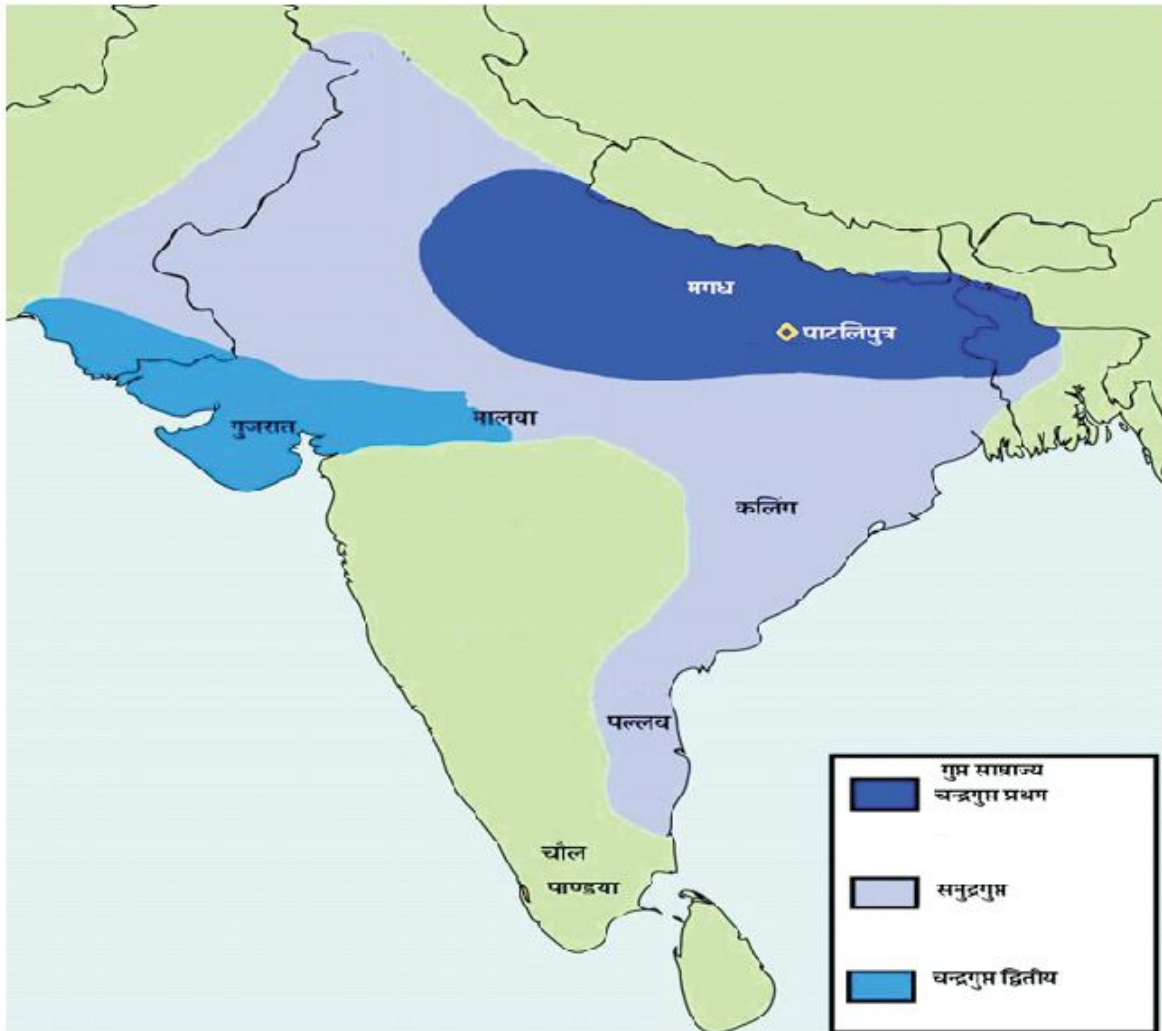 मगध
पाटलिपुत्र
गुजरात
मालवा
कलिंग
पल्लव
चौल
पाण्डया
गुप्त साम्राज्य
चन्द्रगुप्त प्रथम
समुद्रगुप्त
चन्द्रगुप्त द्वितीय